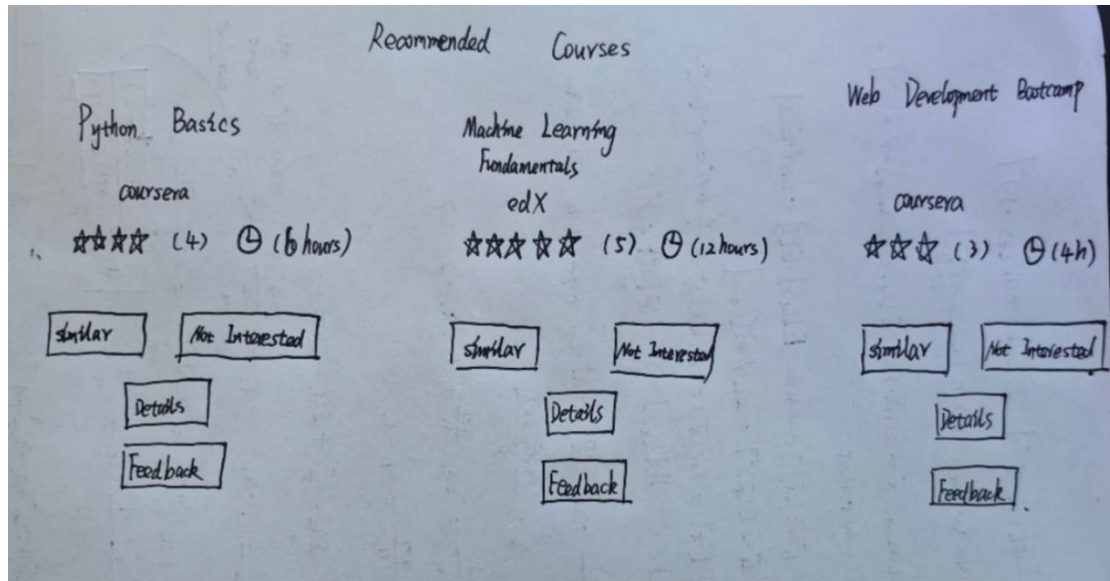 Recommended Courses
Python Basics
coursera
☆☆☆☆ (4) (6 hours)
similar
Not Interested
Details
Feedback
Machine Learning
Fundamentals
edX
☆☆☆☆☆ (5) (12 hours)
similar
Not Interested
Details
Feedback
Web Development Bootcamp
coursera
☆☆☆ (3) (4h)
similar
Not Interested
Details
Feedback